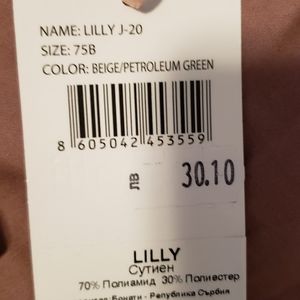 NAME: LILLY J-20
SIZE: 75B
COLOR: BEIGE/PETROLEUM GREEN
8 605042 453559
ЛВ 30.10
LILLY
Сутиен
70% Полиамид 30% Полиестер
Бонати - Република Сърбия